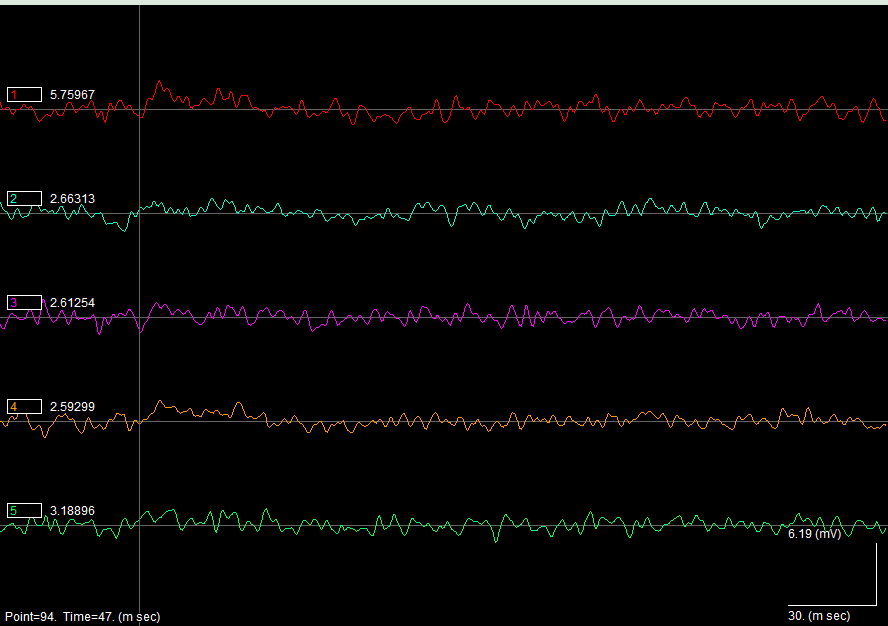 1 5.75967
2 2.66313
3 2.61254
4 2.59299
5 3.18896
6.19 (mV)
30. (m sec)
Point=94. Time=47. (m sec)